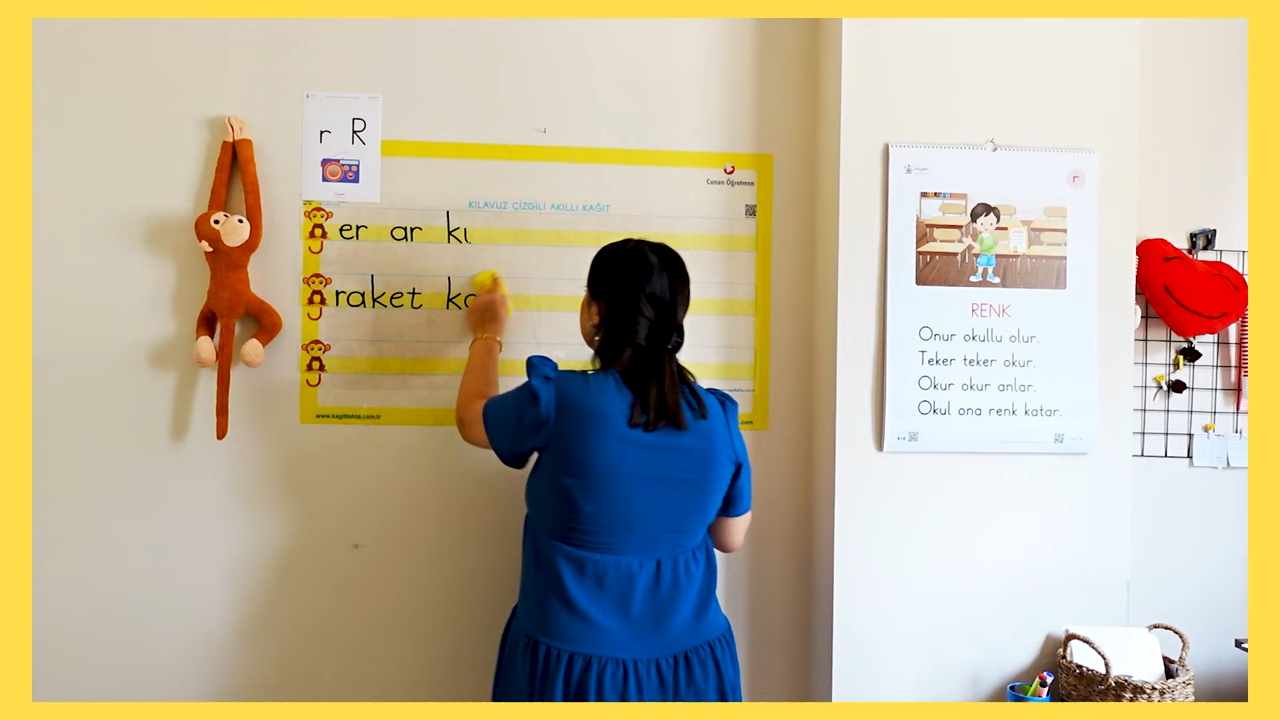 r R
Canan Öğretmen
KILAVUZ ÇİZGİLİ AKILLI KAĞIT
er ar kı
raket ka
www.kagittahta.com.tr
r
RENK
Onur okullu olur.
Teker teker okur.
Okur okur anlar.
Okul ona renk katar.